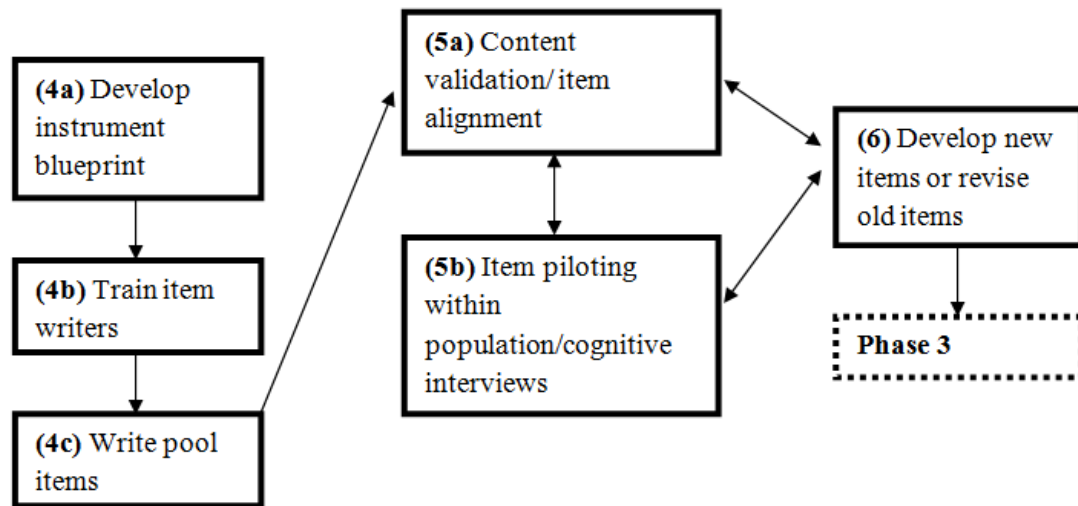 (4a) Develop
instrument
blueprint
(4b) Train item
writers
(4c) Write pool
items
(5a) Content
validation/ item
alignment
(5b) Item piloting
within
population/cognitive
interviews
(6) Develop new
items or revise
old items
Phase 3